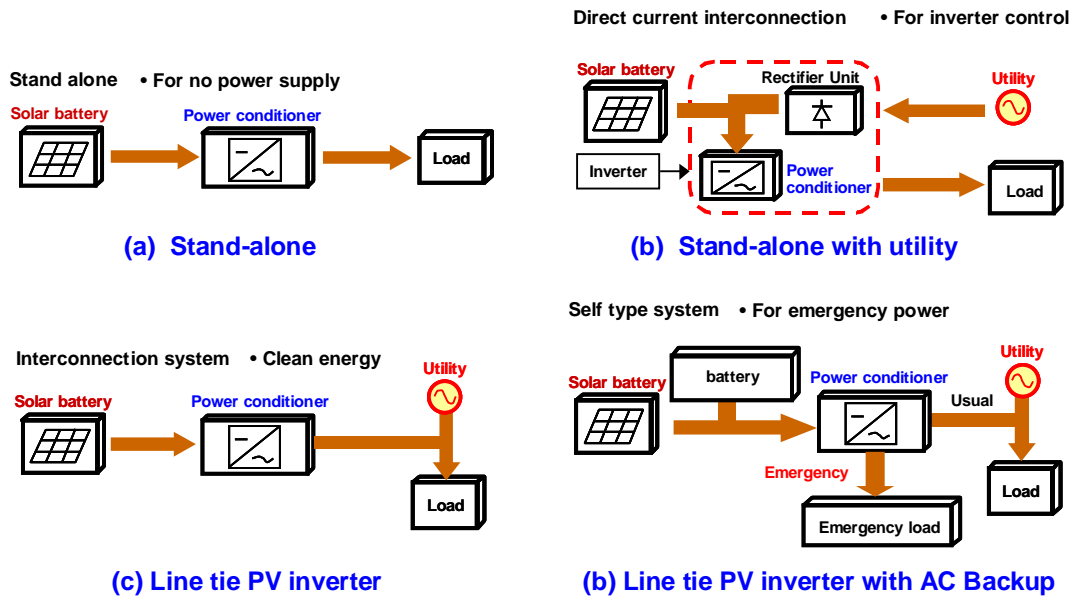 Stand alone • For no power supply
Solar battery
Power conditioner
Load
(a) Stand-alone
Direct current interconnection • For inverter control
Solar battery
Rectifier Unit
Utility
Inverter
Power
conditioner
Load
(b) Stand-alone with utility
Interconnection system • Clean energy
Utility
Solar battery
Power conditioner
Load
(c) Line tie PV inverter
Self type system • For emergency power
Utility
Solar battery
battery
Power conditioner
Usual
Emergency
Load
Emergency load
(b) Line tie PV inverter with AC Backup